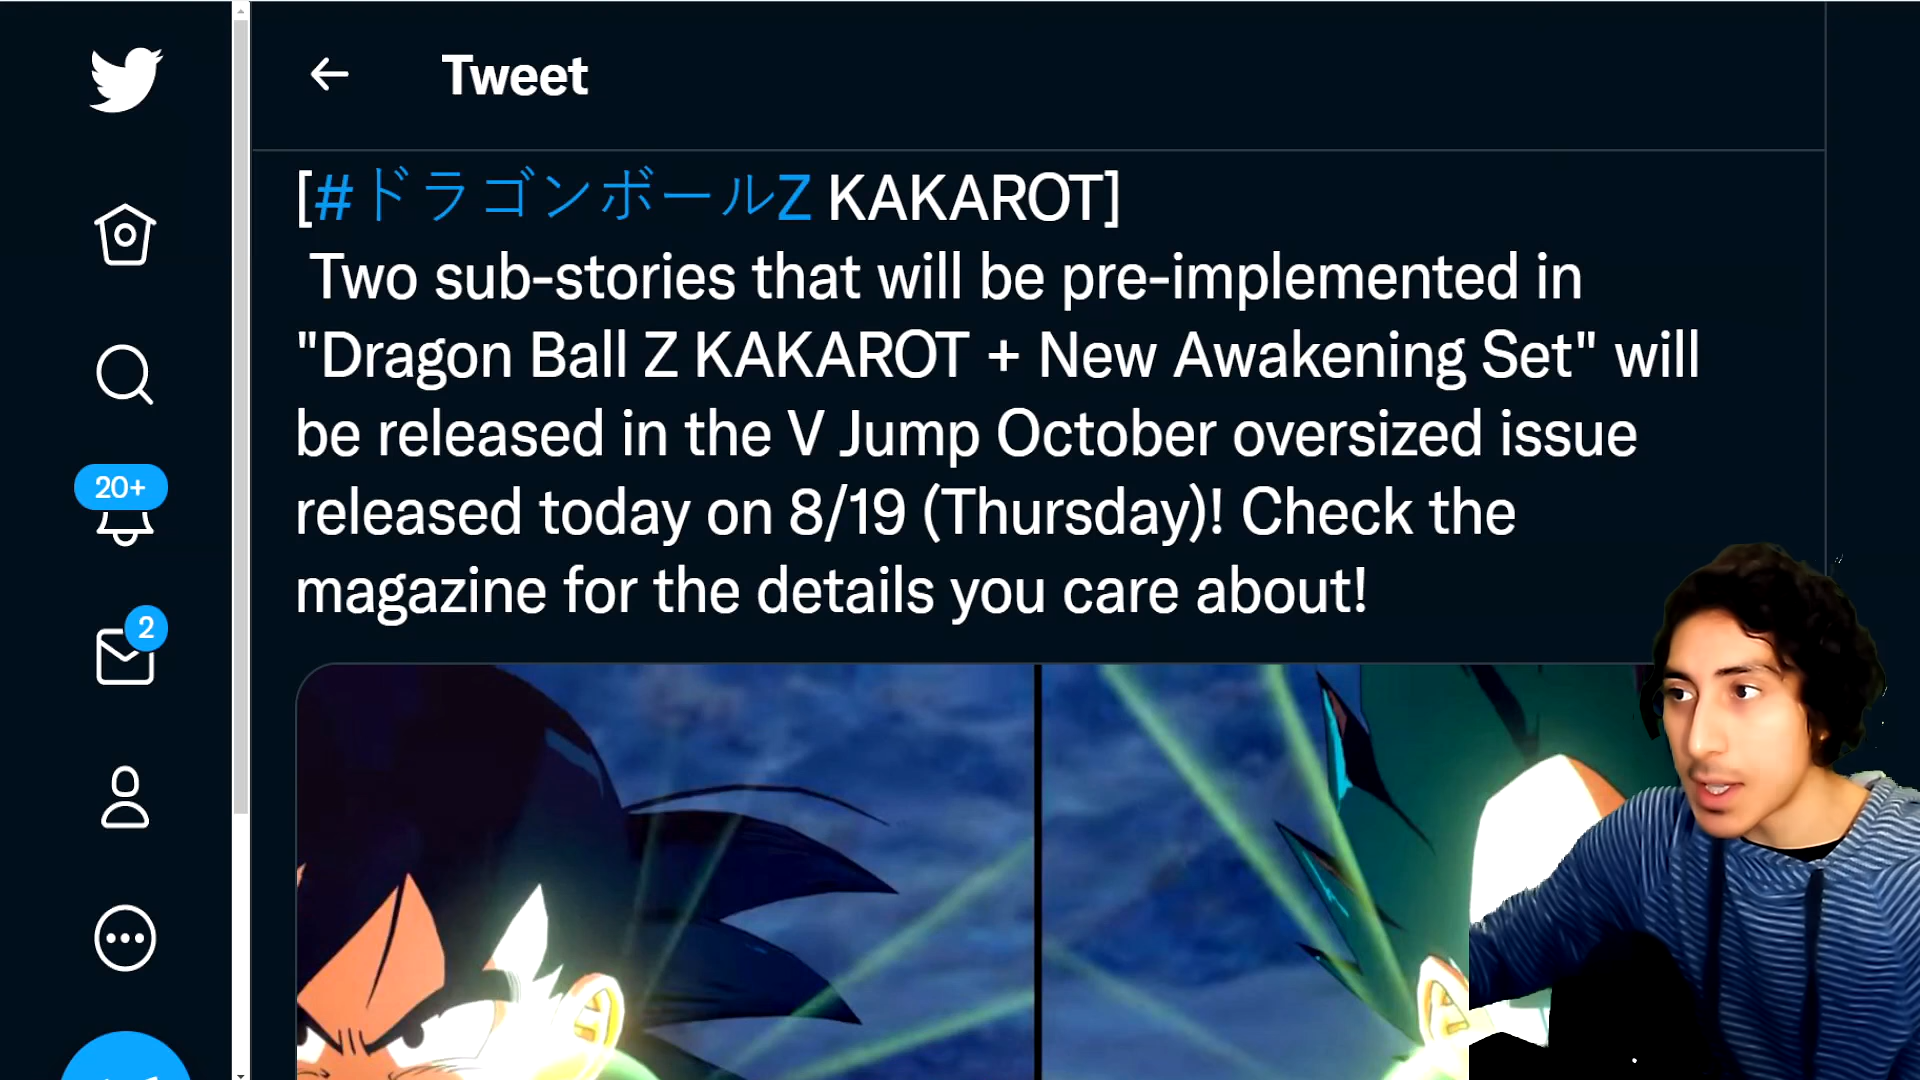 Tweet
[#ドラゴンボールZ KAKAROT]
Two sub-stories that will be pre-implemented in
"Dragon Ball Z KAKAROT + New Awakening Set" will
be released in the V Jump October oversized issue
released today on 8/19 (Thursday)! Check the
magazine for the details you care about!
20+
2